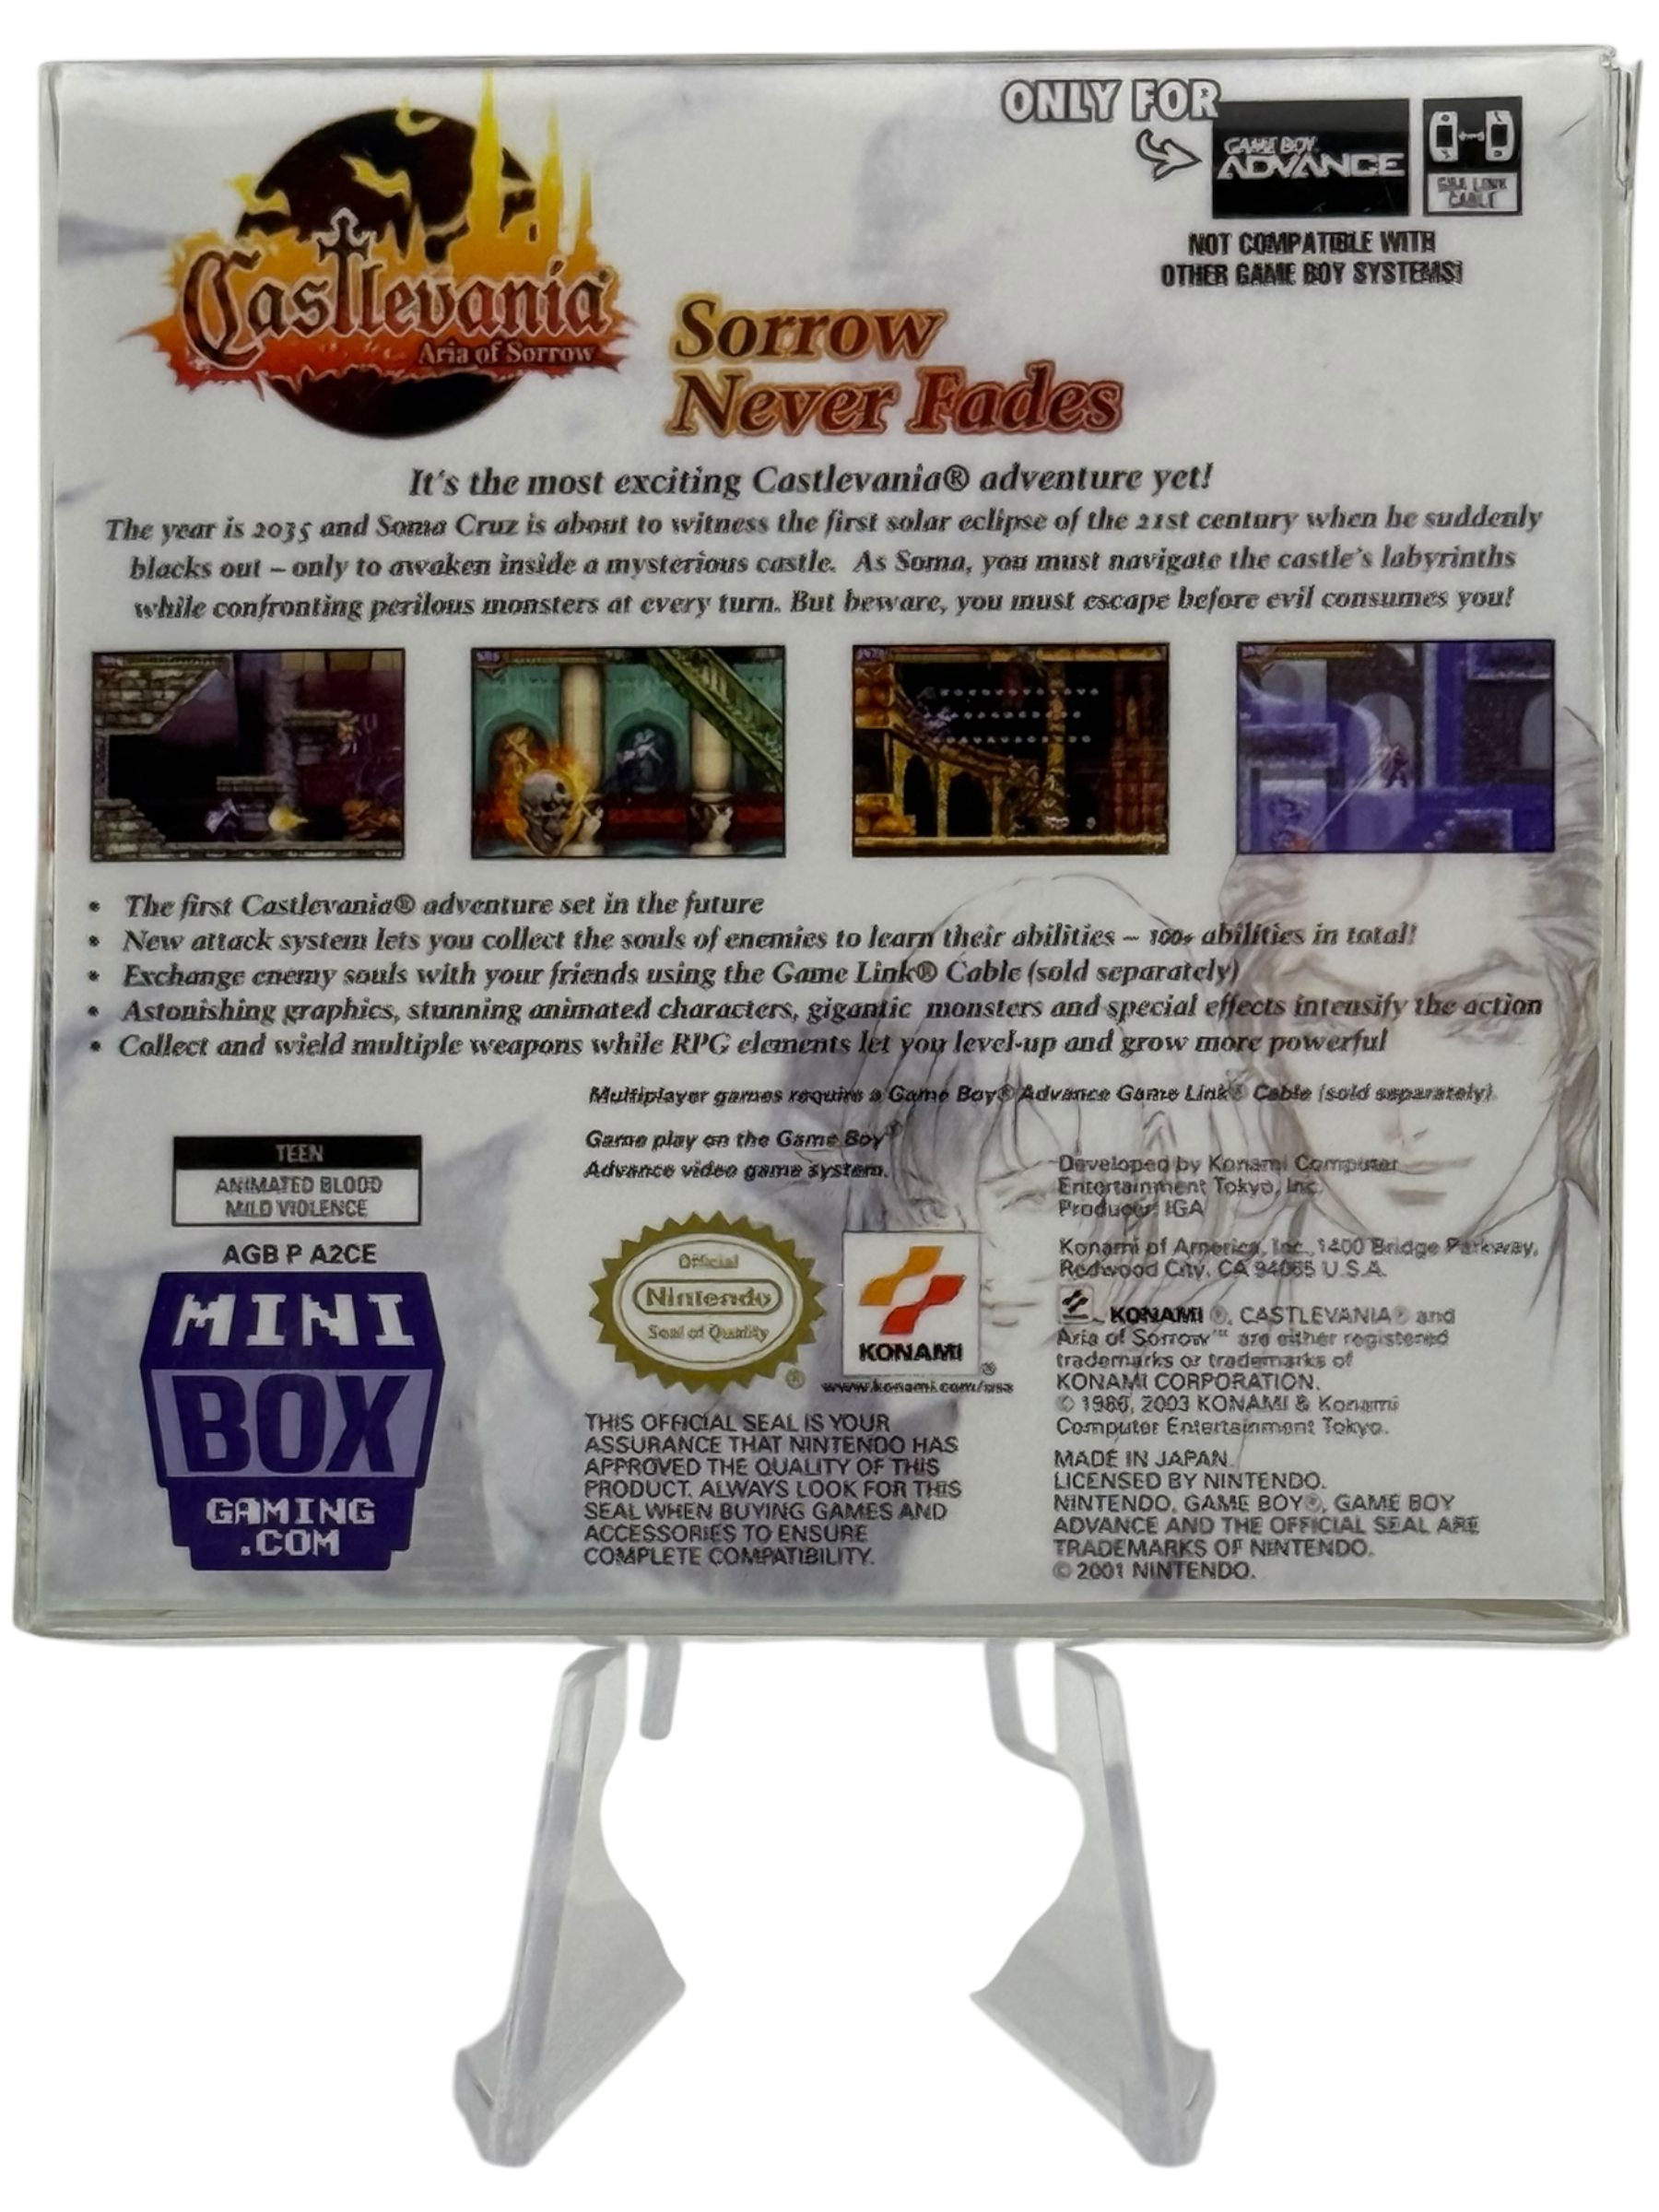 ONLY FOR
GAME BOY
ADVANCE
GBA LINK
CABLE
NOT COMPATIBLE WITH
OTHER GAME BOY SYSTEMS!
Castlevania
Aria of Sorrow
Sorrow
Never Fades
It's the most exciting Castlevania® adventure yet!
The year is 2035 and Soma Cruz is about to witness the first solar eclipse of the 21st century when he suddenly
blacks out – only to awaken inside a mysterious castle. As Soma, you must navigate the castle's labyrinths
while confronting perilous monsters at every turn. But beware, you must escape before evil consumes you!
• The first Castlevania® adventure set in the future
• New attack system lets you collect the souls of enemies to learn their abilities – 100+ abilities in total!
• Exchange enemy souls with your friends using the Game Link® Cable (sold separately)
• Astonishing graphics, stunning animated characters, gigantic monsters and special effects intensify the action
• Collect and wield multiple weapons while RPG elements let you level-up and grow more powerful
Multiplayer games require a Game Boy® Advance Game Link® Cable (sold separately)
Game play on the Game Boy®
Advance video game system.
TEEN
ANIMATED BLOOD
MILD VIOLENCE
AGB P A2CE
MINI
BOX
GAMING
.COM
Official
Nintendo
Seal of Quality
®
KONAMI
®
www.konami.com/usa
THIS OFFICIAL SEAL IS YOUR
ASSURANCE THAT NINTENDO HAS
APPROVED THE QUALITY OF THIS
PRODUCT. ALWAYS LOOK FOR THIS
SEAL WHEN BUYING GAMES AND
ACCESSORIES TO ENSURE
COMPLETE COMPATIBILITY.
Developed by Konami Computer
Entertainment Tokyo, Inc.
Producer: IGA
Konami of America, Inc., 1400 Bridge Parkway,
Redwood City, CA 94065 U.S.A.
KONAMI ®, CASTLEVANIA® and
Aria of Sorrow™ are either registered
trademarks or trademarks of
KONAMI CORPORATION.
© 1986, 2003 KONAMI & Konami
Computer Entertainment Tokyo.
MADE IN JAPAN.
LICENSED BY NINTENDO.
NINTENDO, GAME BOY®, GAME BOY
ADVANCE AND THE OFFICIAL SEAL ARE
TRADEMARKS OF NINTENDO.
© 2001 NINTENDO.